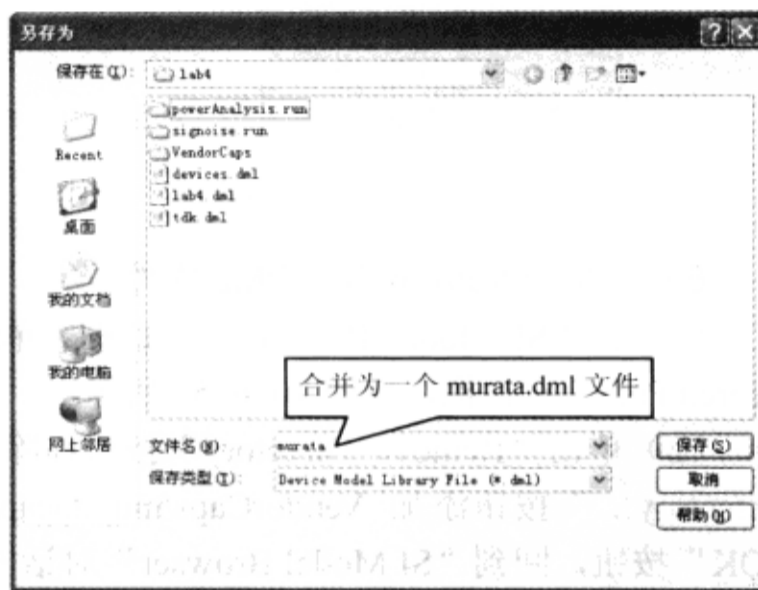 另存为
保存在(I):
lab4
powerAnalysis.run
signoise.run
VendorCaps
devices.dml
lab4.dml
tdk.dml
Recent
桌面
我的文档
我的电脑
网上邻居
合并为一个 murata.dml 文件
文件名(N)
murata
保存(S)
保存类型(T):
Device Model Library File (*.dml)
取消
帮助(H)